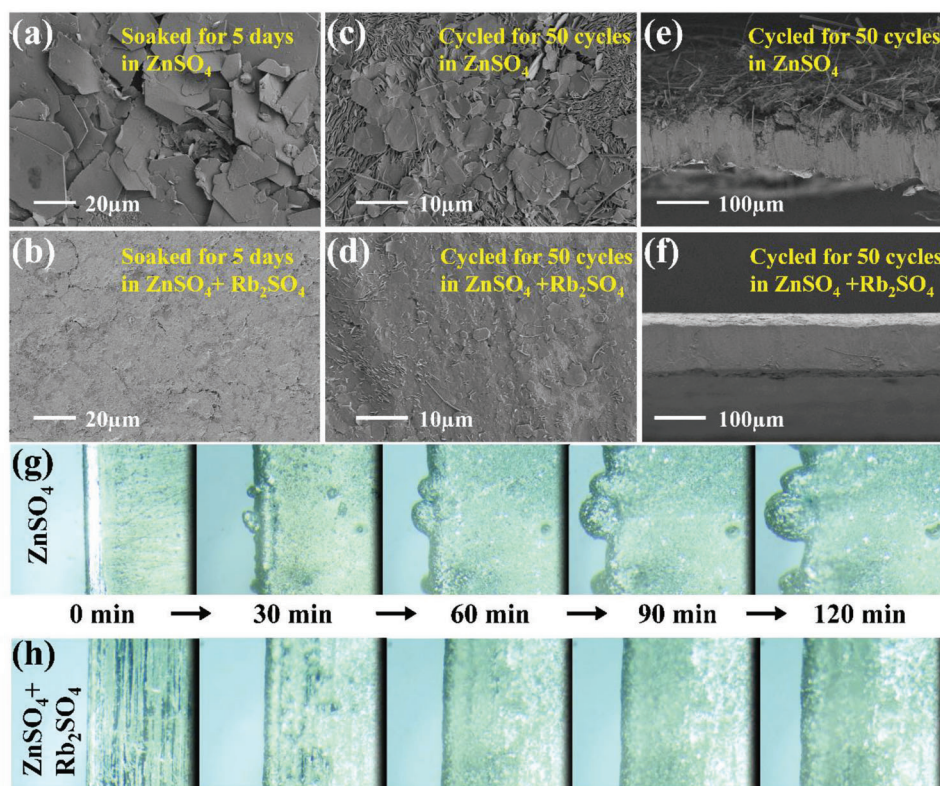 (a)
Soaked for 5 days
in ZnSO₄
20μm
(c)
Cycled for 50 cycles
in ZnSO₄
10μm
(e)
Cycled for 50 cycles
in ZnSO₄
100μm
(b)
Soaked for 5 days
in ZnSO₄+ Rb₂SO₄
20μm
(d)
Cycled for 50 cycles
in ZnSO₄ +Rb₂SO₄
10μm
(f)
Cycled for 50 cycles
in ZnSO₄ +Rb₂SO₄
100μm
(g)
ZnSO₄
0 min → 30 min → 60 min → 90 min → 120 min
(h)
ZnSO₄+
Rb₂SO₄